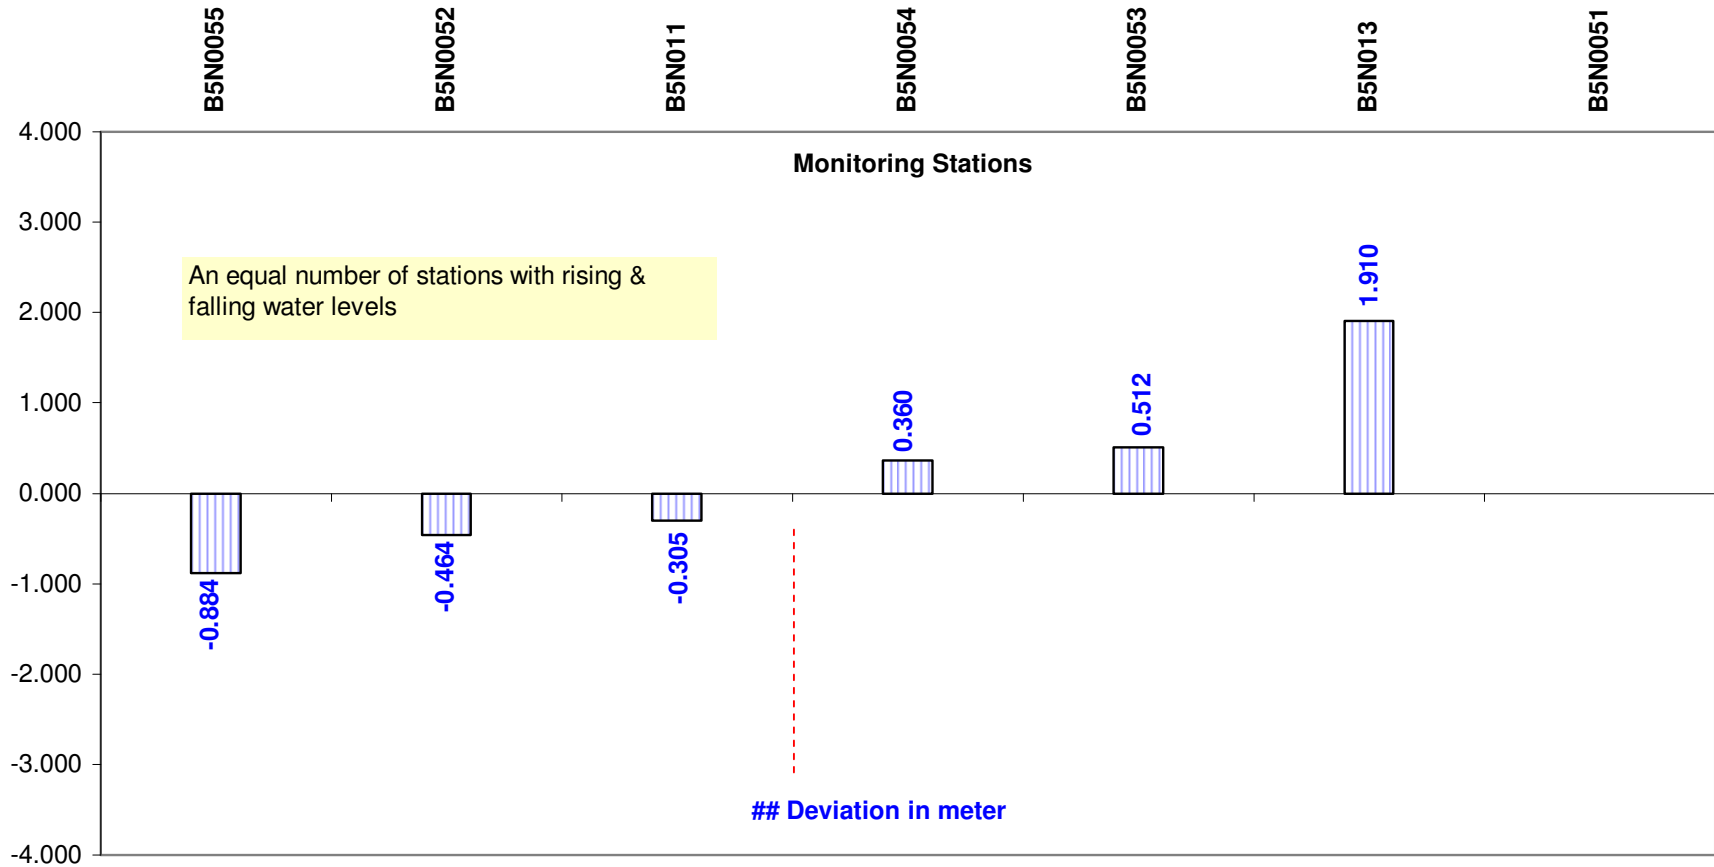 B5N0055
B5N0052
B5N011
B5N0054
B5N0053
B5N013
B5N0051
4.000
Monitoring Stations
3.000
An equal number of stations with rising &
falling water levels
2.000
1.910
1.000
0.360
0.512
0.000
-0.884
-0.464
-0.305
-1.000
-2.000
-3.000
## Deviation in meter
-4.000